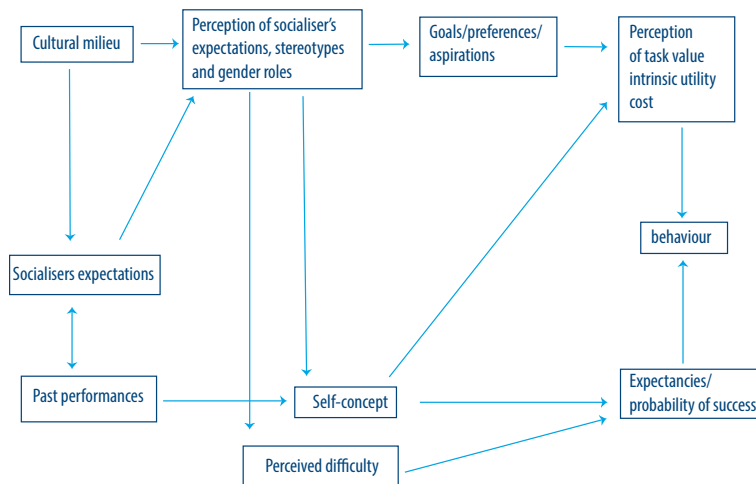 Cultural milieu
Perception of socialiser's
expectations, stereotypes
and gender roles
Goals/preferences/
aspirations
Perception
of task value
intrinsic utility
cost
behaviour
Socialisers expectations
Past performances
Self-concept
Expectancies/
probability of success
Perceived difficulty